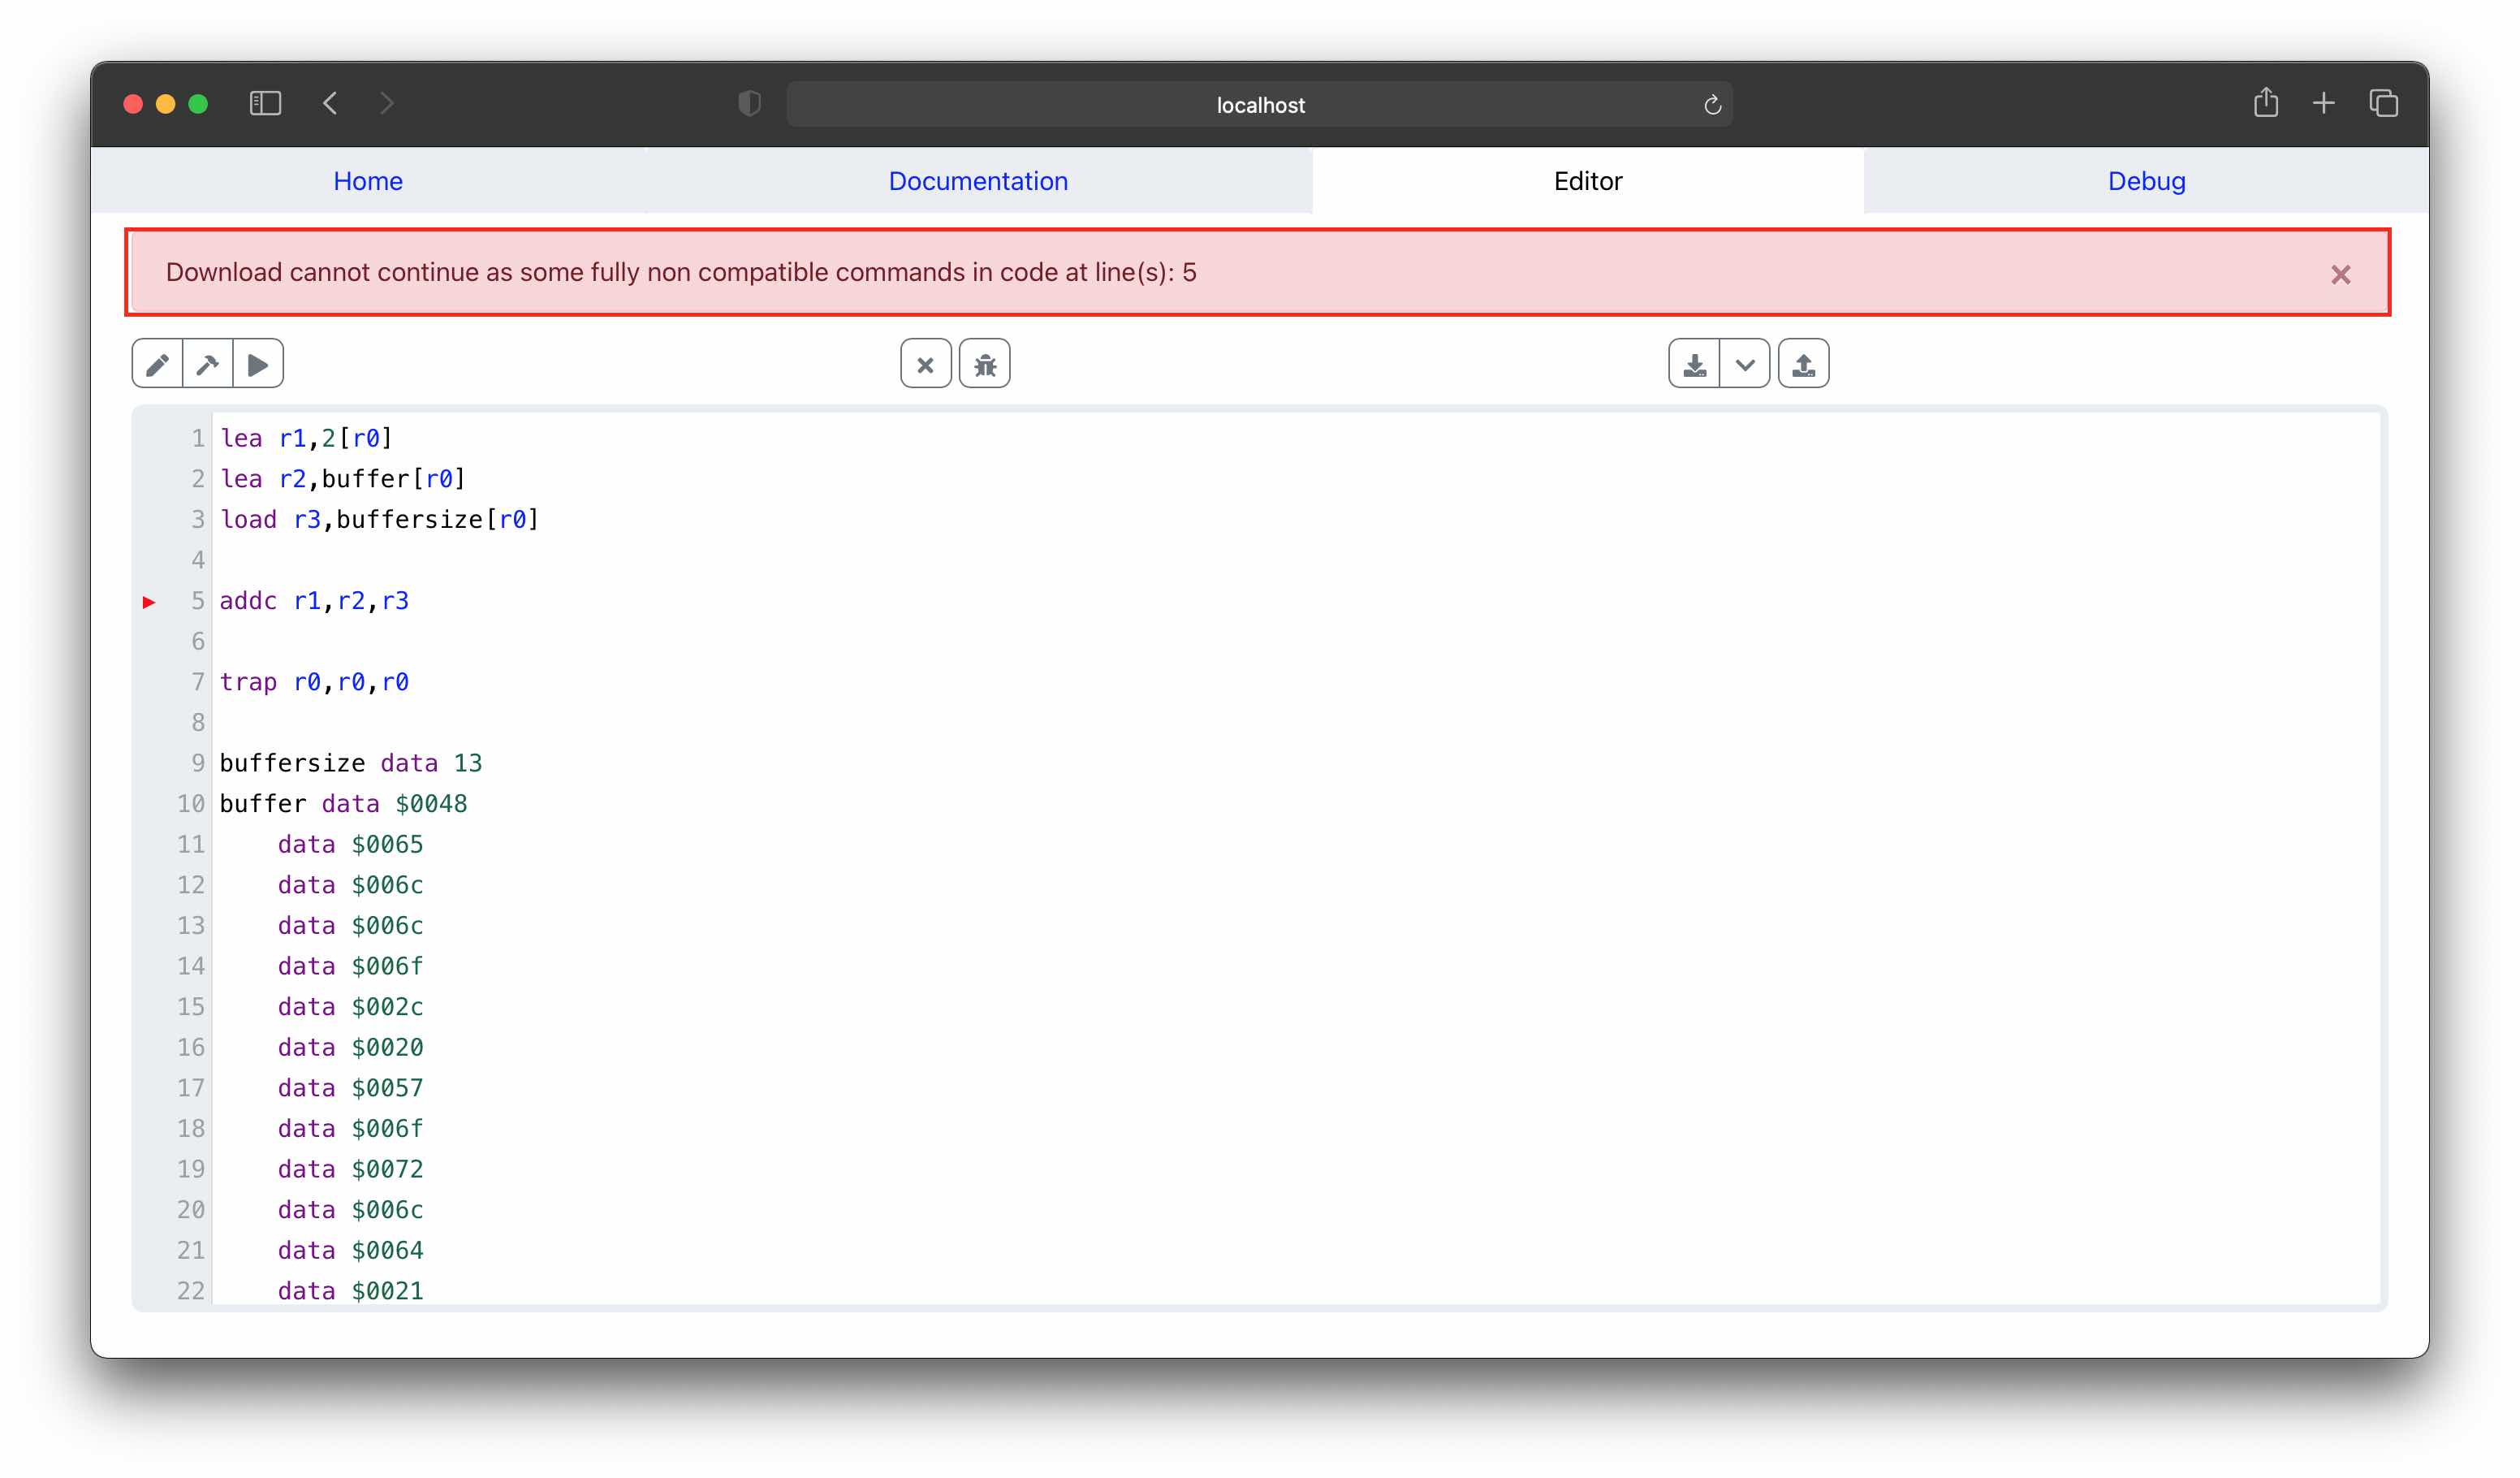 localhost
Home Documentation Editor Debug
Download cannot continue as some fully non compatible commands in code at line(s): 5
1 lea r1,2[r0]
2 lea r2,buffer[r0]
3 load r3,buffersize[r0]
4
5 addc r1,r2,r3
6
7 trap r0,r0,r0
8
9 buffersize data 13
10 buffer data $0048
11     data $0065
12     data $006c
13     data $006c
14     data $006f
15     data $002c
16     data $0020
17     data $0057
18     data $006f
19     data $0072
20     data $006c
21     data $0064
22     data $0021